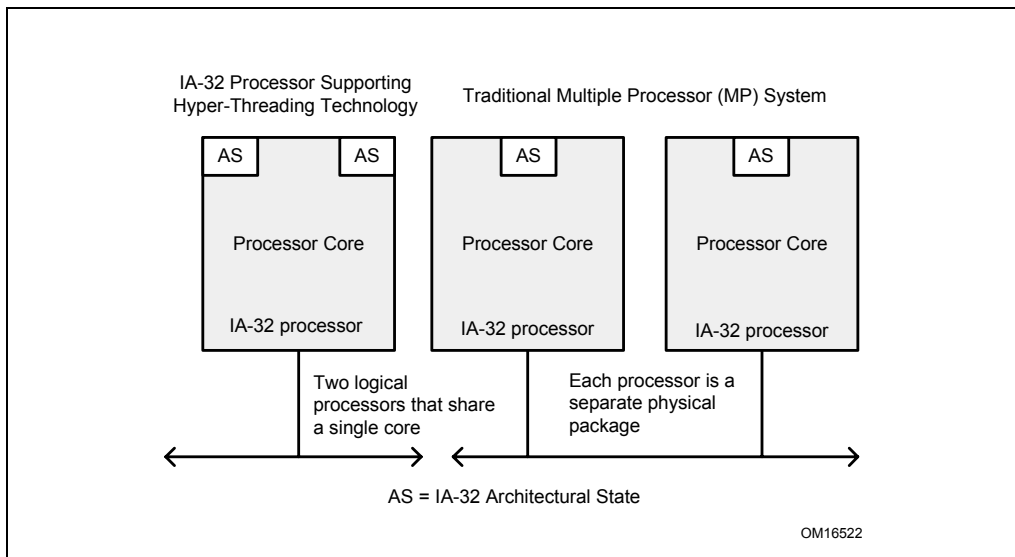 IA-32 Processor Supporting
Hyper-Threading Technology
Traditional Multiple Processor (MP) System
AS
AS
AS
AS
Processor Core
Processor Core
Processor Core
IA-32 processor
IA-32 processor
IA-32 processor
Two logical
processors that share
a single core
Each processor is a
separate physical
package
AS = IA-32 Architectural State
OM16522